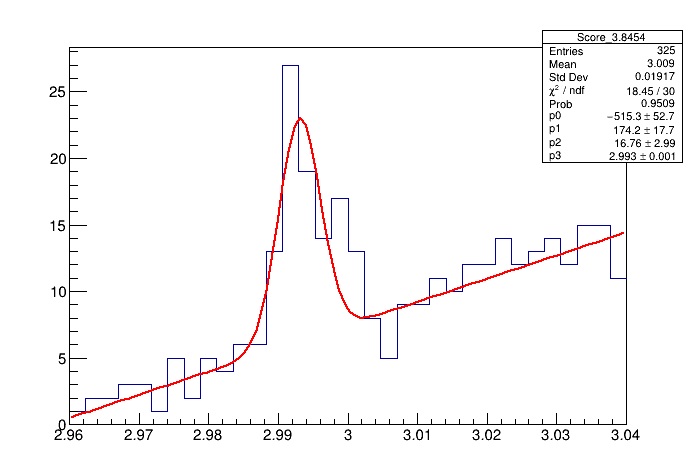 Score_3.8454
Entries 325
Mean 3.009
Std Dev 0.01917
χ² / ndf 18.45 / 30
Prob 0.9509
p0 −515.3 ± 52.7
p1 174.2 ± 17.7
p2 16.76 ± 2.99
p3 2.993 ± 0.001
25
20
15
10
5
0
2.96 2.97 2.98 2.99 3 3.01 3.02 3.03 3.04